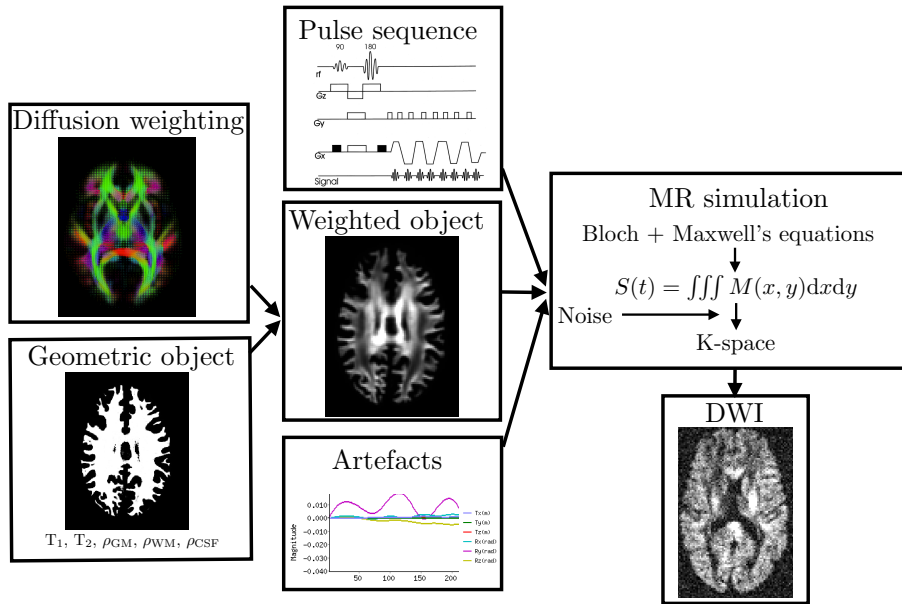 Pulse sequence
90
180
rf
Gz
Gy
Gx
Signal
Diffusion weighting
Geometric object
T₁, T₂, ρGM, ρWM, ρCSF
Weighted object
Artefacts
Magnitude
0.010
0.000
-0.010
-0.020
-0.030
-0.040
50
100
150
200
Tx(m)
Ty(m)
Tz(m)
Rx(rad)
Ry(rad)
Rz(rad)
MR simulation
Bloch + Maxwell's equations
S(t) = ∫∫∫ M(x, y)dxdy
Noise
K-space
DWI